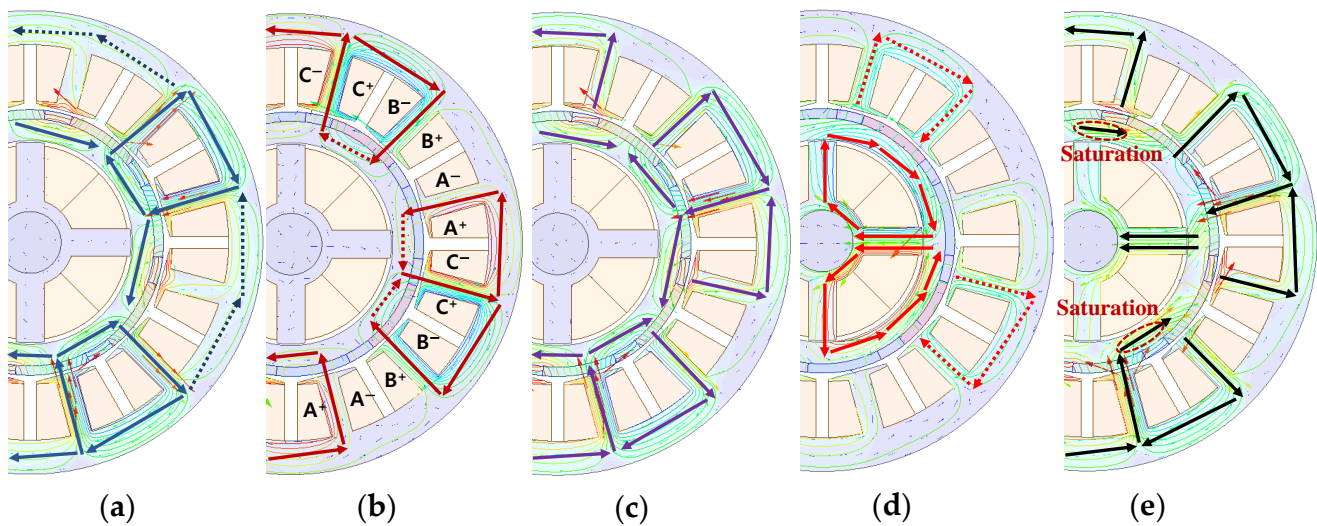 C− C+ B− B+ A− A+ C− C+ B− B+ A− A+
Saturation
Saturation
(a) (b) (c) (d) (e)